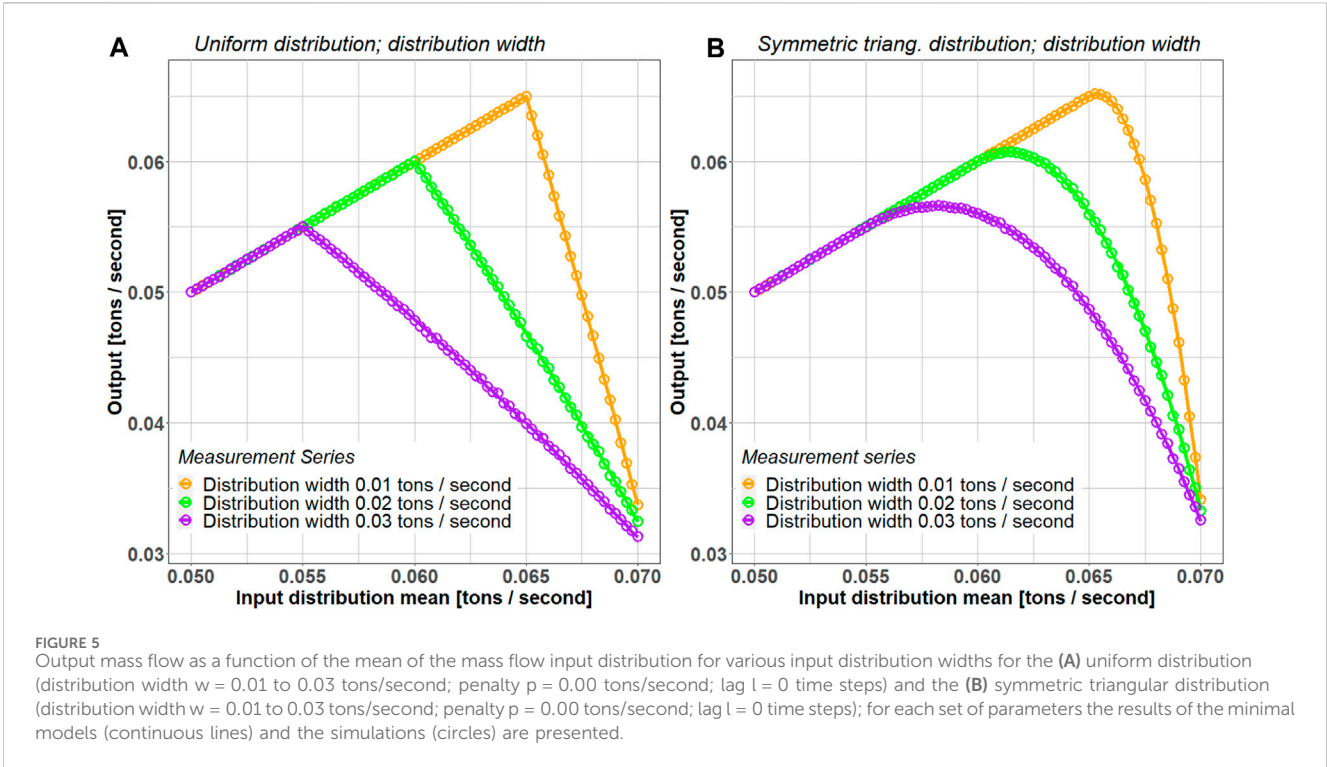 A
Uniform distribution; distribution width
Output [tons / second]
0.06
0.05
0.04
0.03
Measurement Series
Distribution width 0.01 tons / second
Distribution width 0.02 tons / second
Distribution width 0.03 tons / second
0.050 0.055 0.060 0.065 0.070
Input distribution mean [tons / second]
B
Symmetric triang. distribution; distribution width
Output [tons / second]
0.06
0.05
0.04
0.03
Measurement series
Distribution width 0.01 tons / second
Distribution width 0.02 tons / second
Distribution width 0.03 tons / second
0.050 0.055 0.060 0.065 0.070
Input distribution mean [tons / second]
FIGURE 5
Output mass flow as a function of the mean of the mass flow input distribution for various input distribution widths for the (A) uniform distribution
(distribution width w = 0.01 to 0.03 tons/second; penalty p = 0.00 tons/second; lag l = 0 time steps) and the (B) symmetric triangular distribution
(distribution width w = 0.01 to 0.03 tons/second; penalty p = 0.00 tons/second; lag l = 0 time steps); for each set of parameters the results of the minimal
models (continuous lines) and the simulations (circles) are presented.